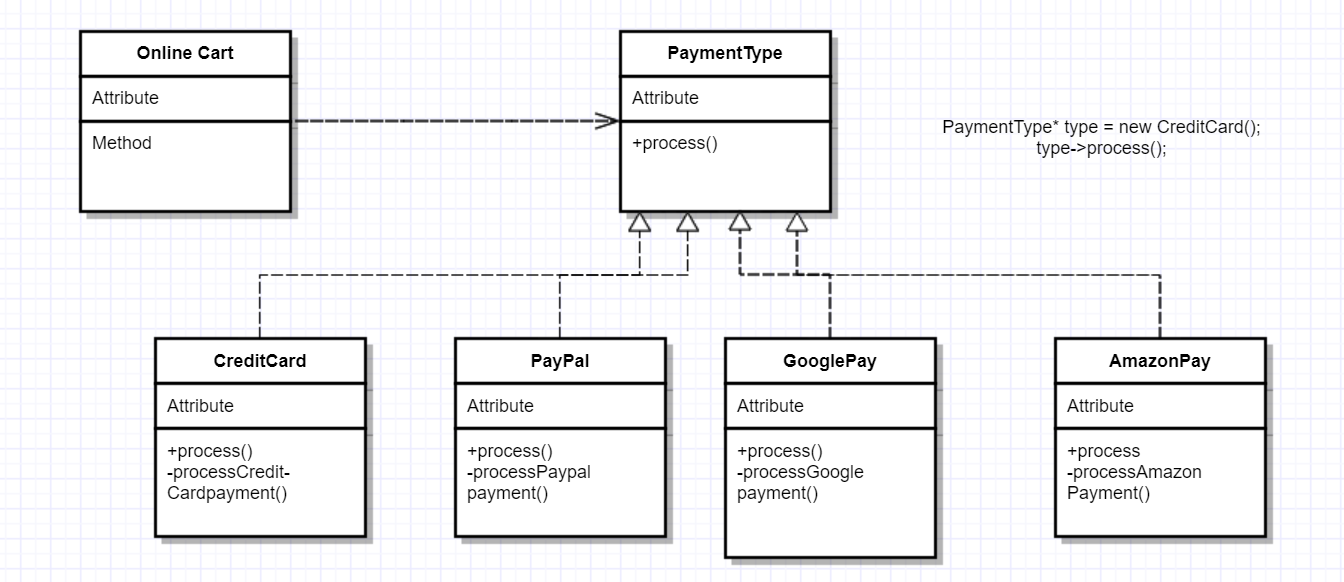 Online Cart
Attribute
Method
PaymentType
Attribute
+process()
PaymentType* type = new CreditCard();
type->process();
CreditCard
Attribute
+process()
-processCredit-
Cardpayment()
PayPal
Attribute
+process()
-processPaypal
payment()
GooglePay
Attribute
+process()
-processGoogle
payment()
AmazonPay
Attribute
+process
-processAmazon
Payment()